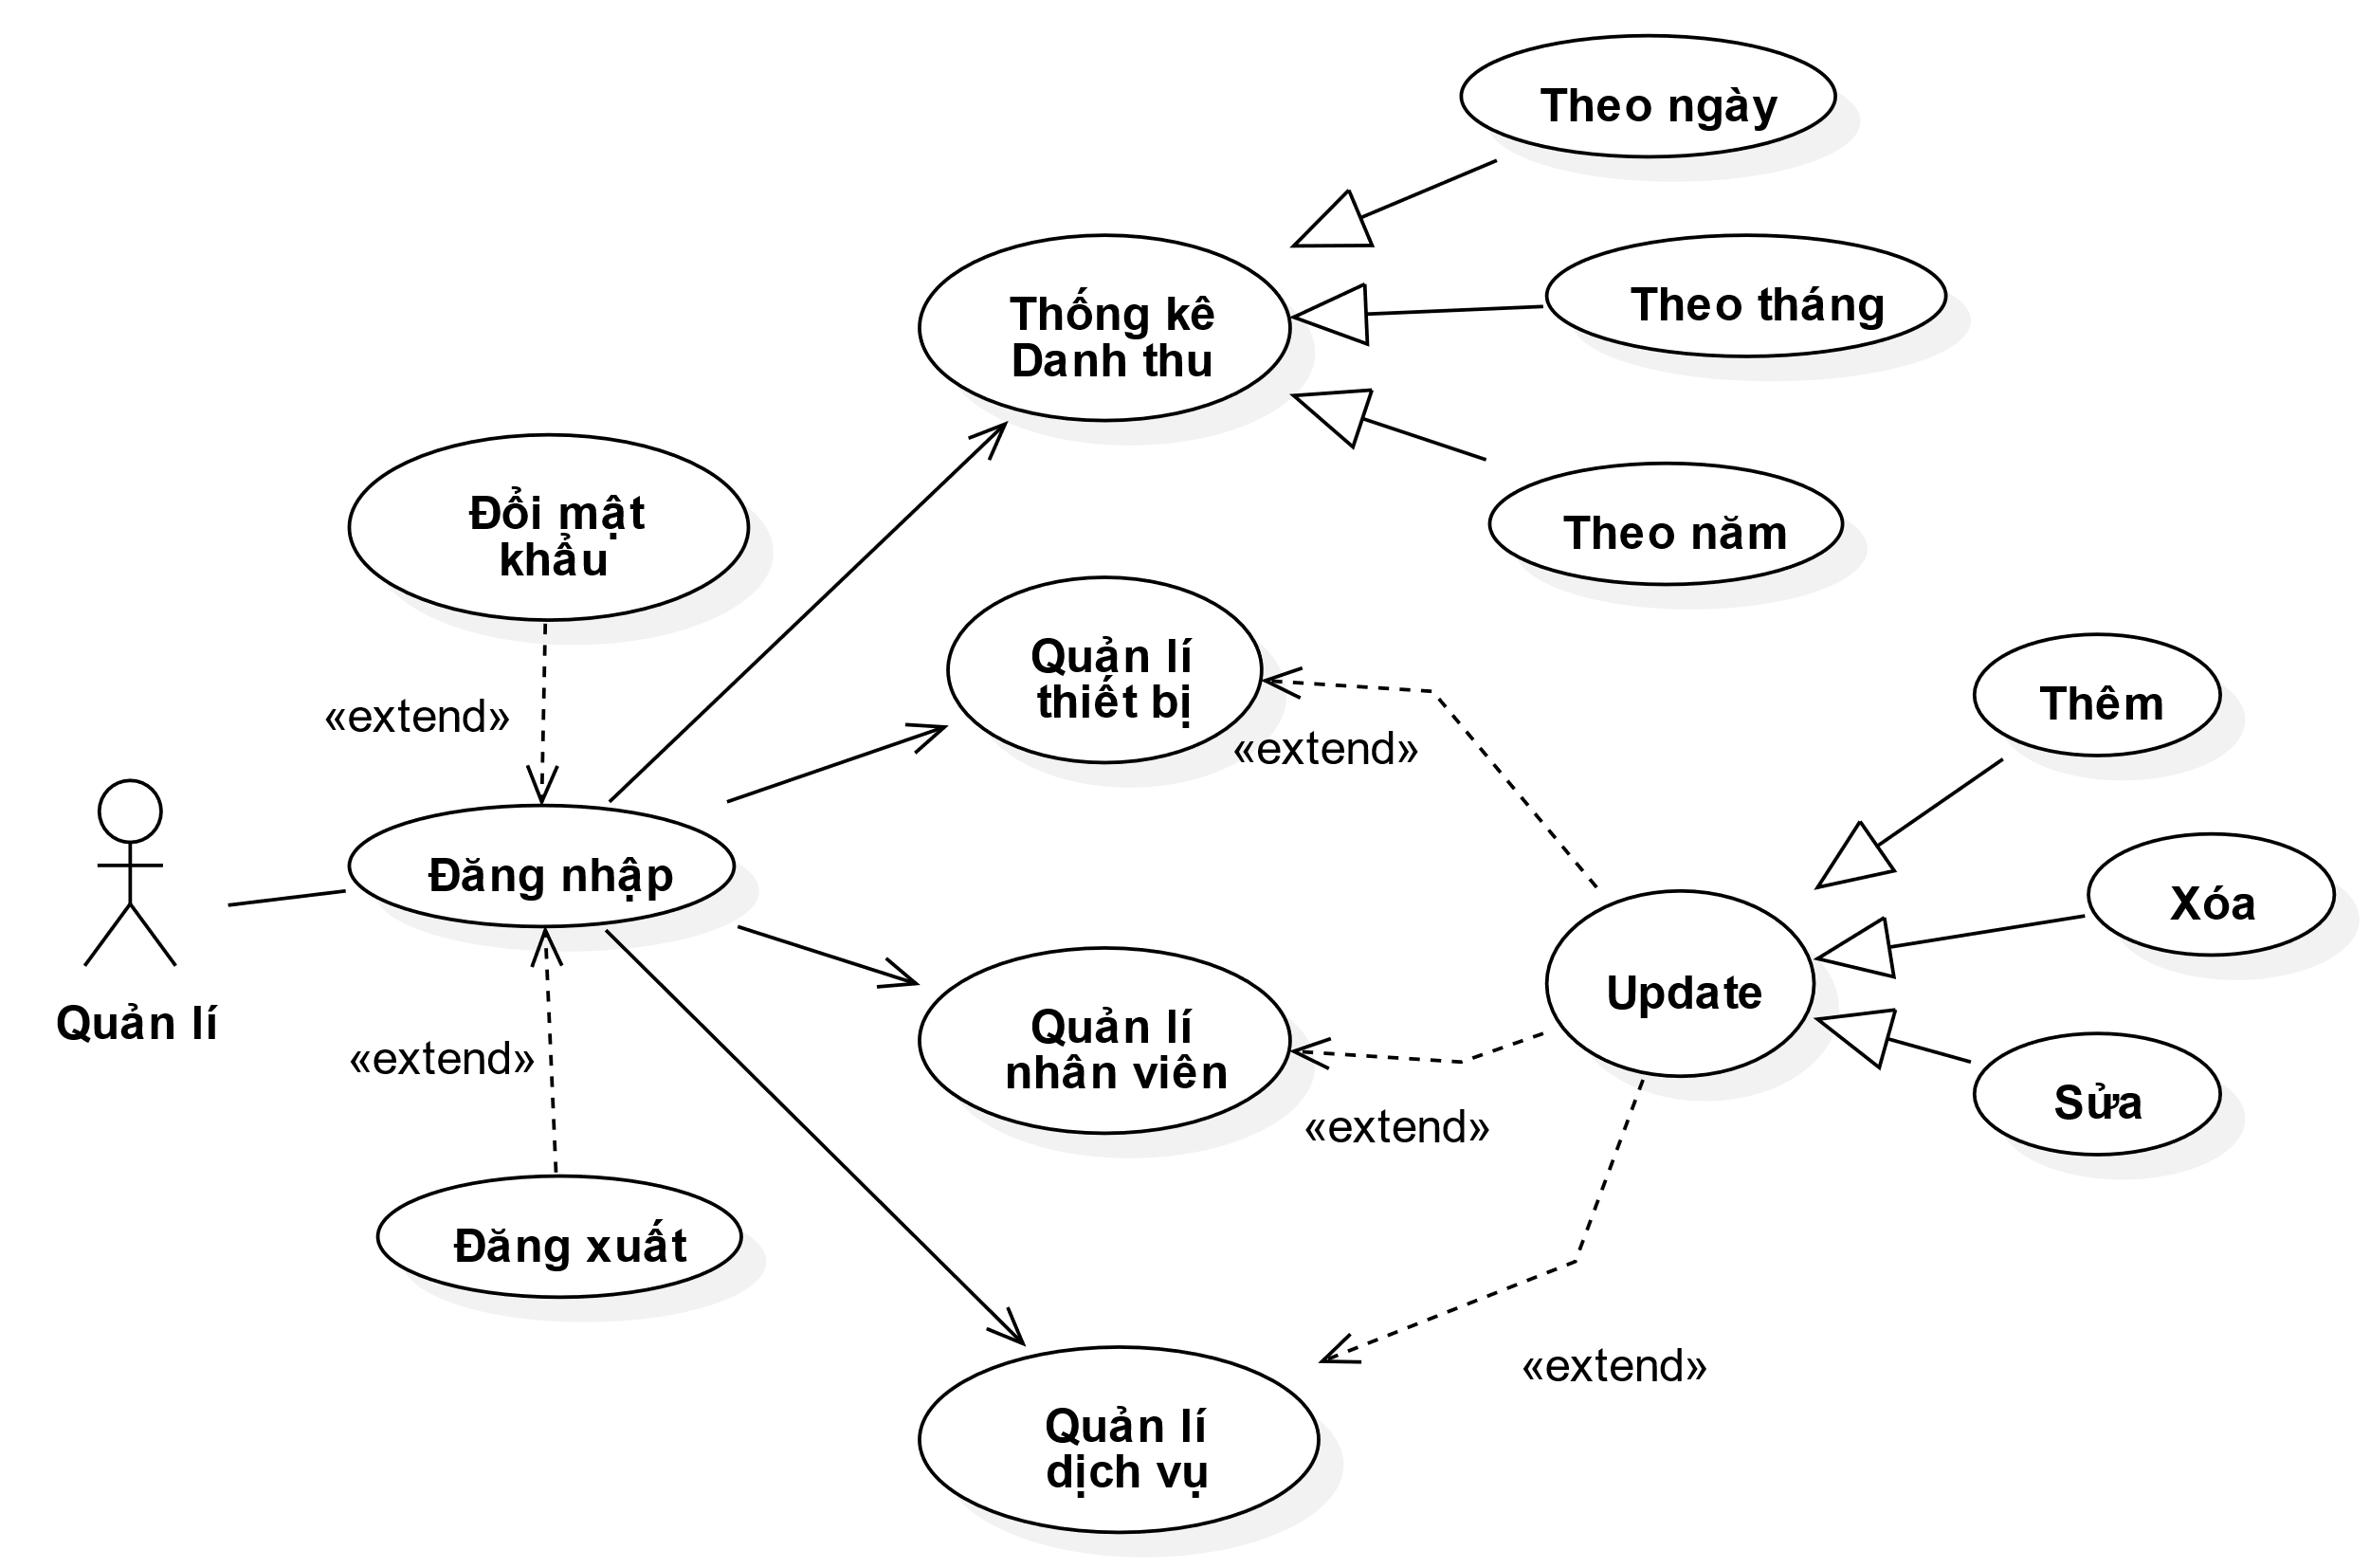 Theo ngày
Thống kê
Danh thu
Theo tháng
Theo năm
Đổi mật
khẩu
«extend»
Quản lí
thiết bị
«extend»
Thêm
Đăng nhập
Xóa
Quản lí
«extend»
Quản lí
nhân viên
«extend»
Update
Sửa
Đăng xuất
«extend»
Quản lí
dịch vụ